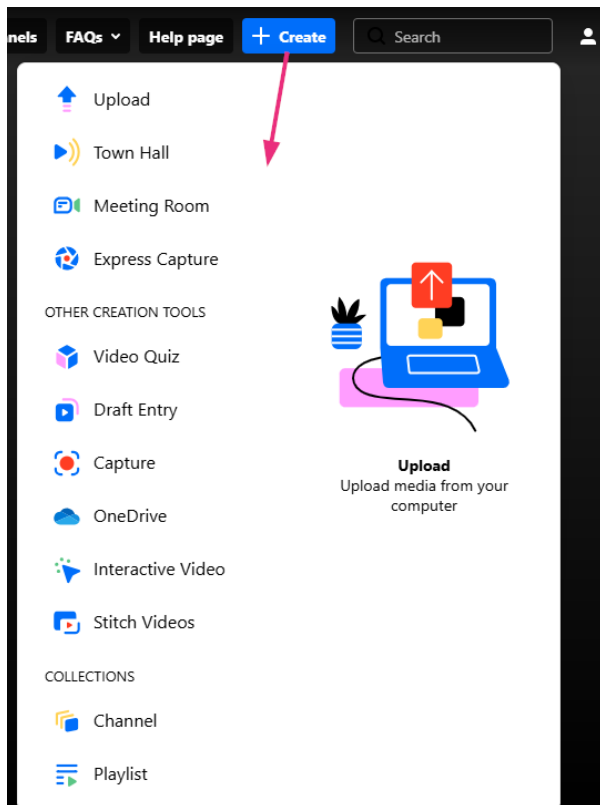 FAQs
Help page
+ Create
Search
Upload
Town Hall
Meeting Room
Express Capture
OTHER CREATION TOOLS
Video Quiz
Draft Entry
Capture
OneDrive
Interactive Video
Stitch Videos
COLLECTIONS
Channel
Playlist
Upload
Upload media from your
computer